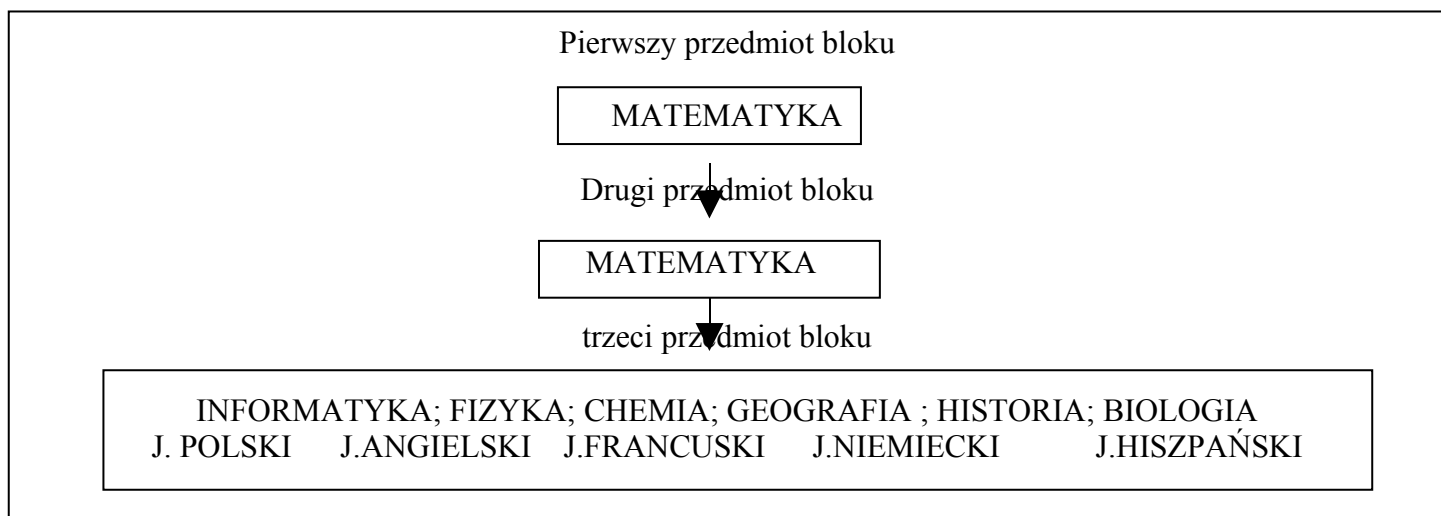 Pierwszy przedmiot bloku
MATEMATYKA
Drugi przedmiot bloku
MATEMATYKA
trzeci przedmiot bloku
INFORMATYKA; FIZYKA; CHEMIA; GEOGRAFIA ; HISTORIA; BIOLOGIA
J. POLSKI J.ANGIELSKI J.FRANCUSKI J.NIEMIECKI J.HISZPAŃSKI